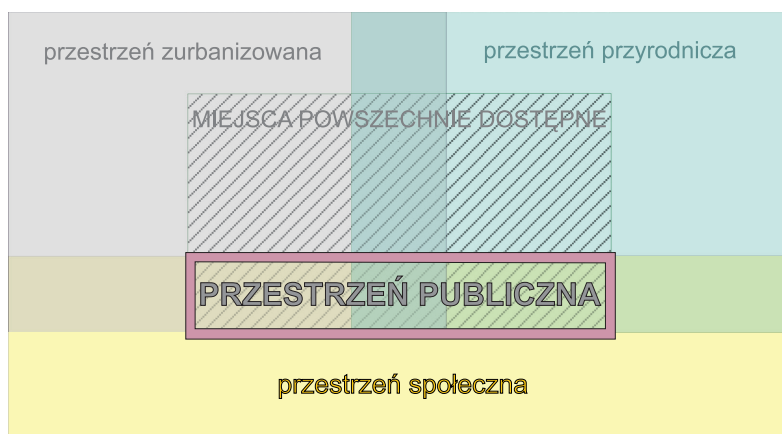 przestrzeń zurbanizowana
przestrzeń przyrodnicza
MIEJSCA POWSZECHNIE DOSTĘPNE
PRZESTRZEŃ PUBLICZNA
przestrzeń społeczna